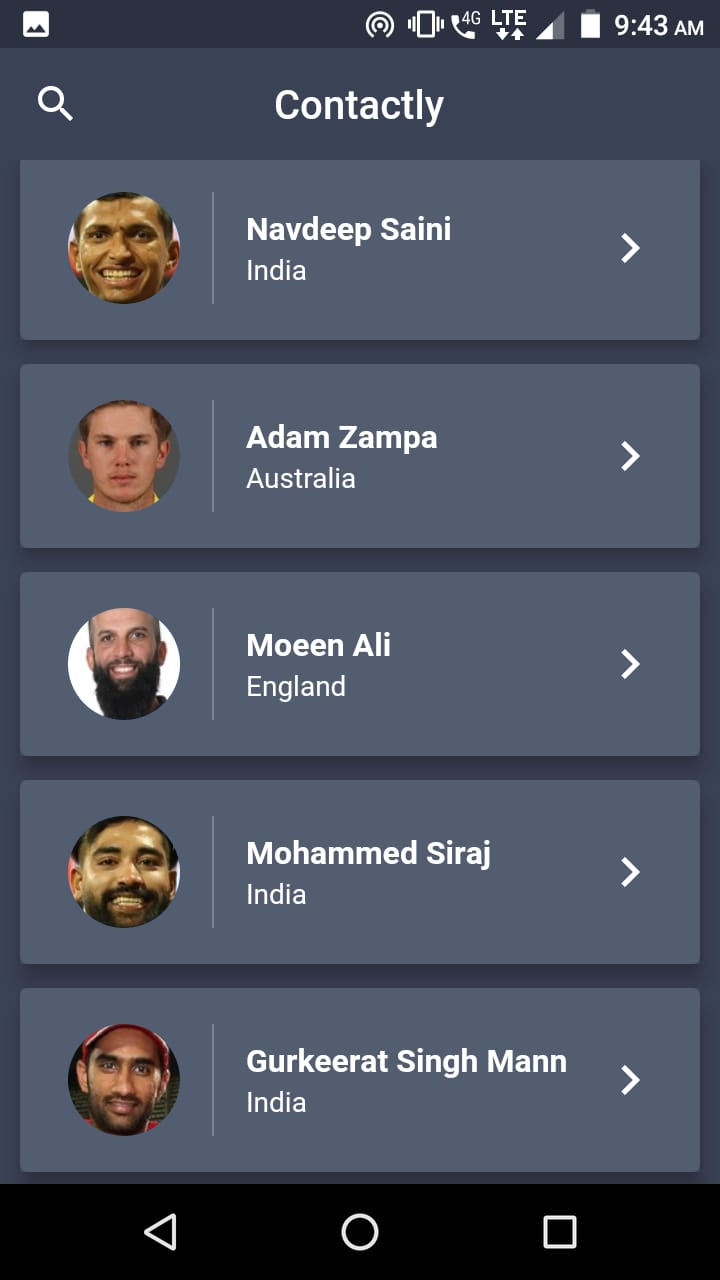 4G LTE 9:43 AM
Contactly
Navdeep Saini
India
Adam Zampa
Australia
Moeen Ali
England
Mohammed Siraj
India
Gurkeerat Singh Mann
India